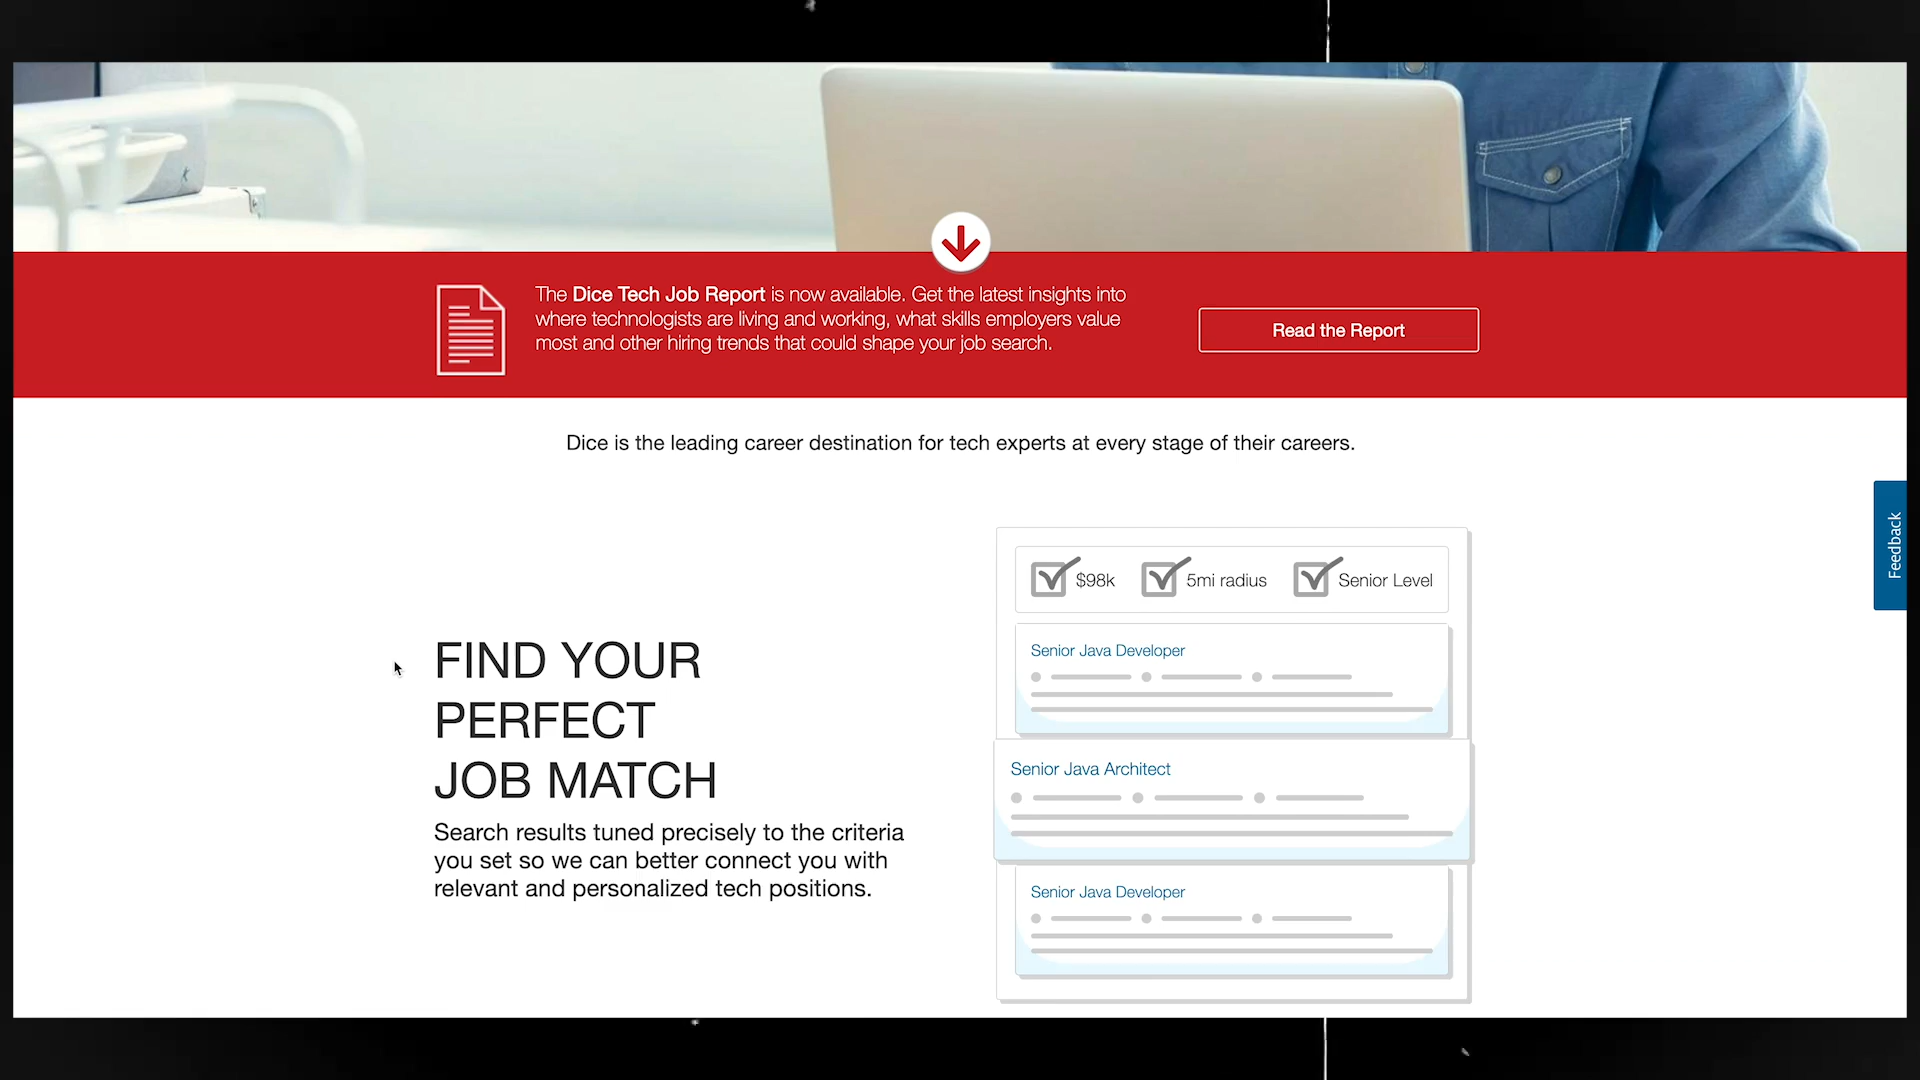 The Dice Tech Job Report is now available. Get the latest insights into
where technologists are living and working, what skills employers value
most and other hiring trends that could shape your job search.
Read the Report
Dice is the leading career destination for tech experts at every stage of their careers.
Feedback
FIND YOUR
PERFECT
JOB MATCH
Search results tuned precisely to the criteria
you set so we can better connect you with
relevant and personalized tech positions.
$98k 5mi radius Senior Level
Senior Java Developer
Senior Java Architect
Senior Java Developer